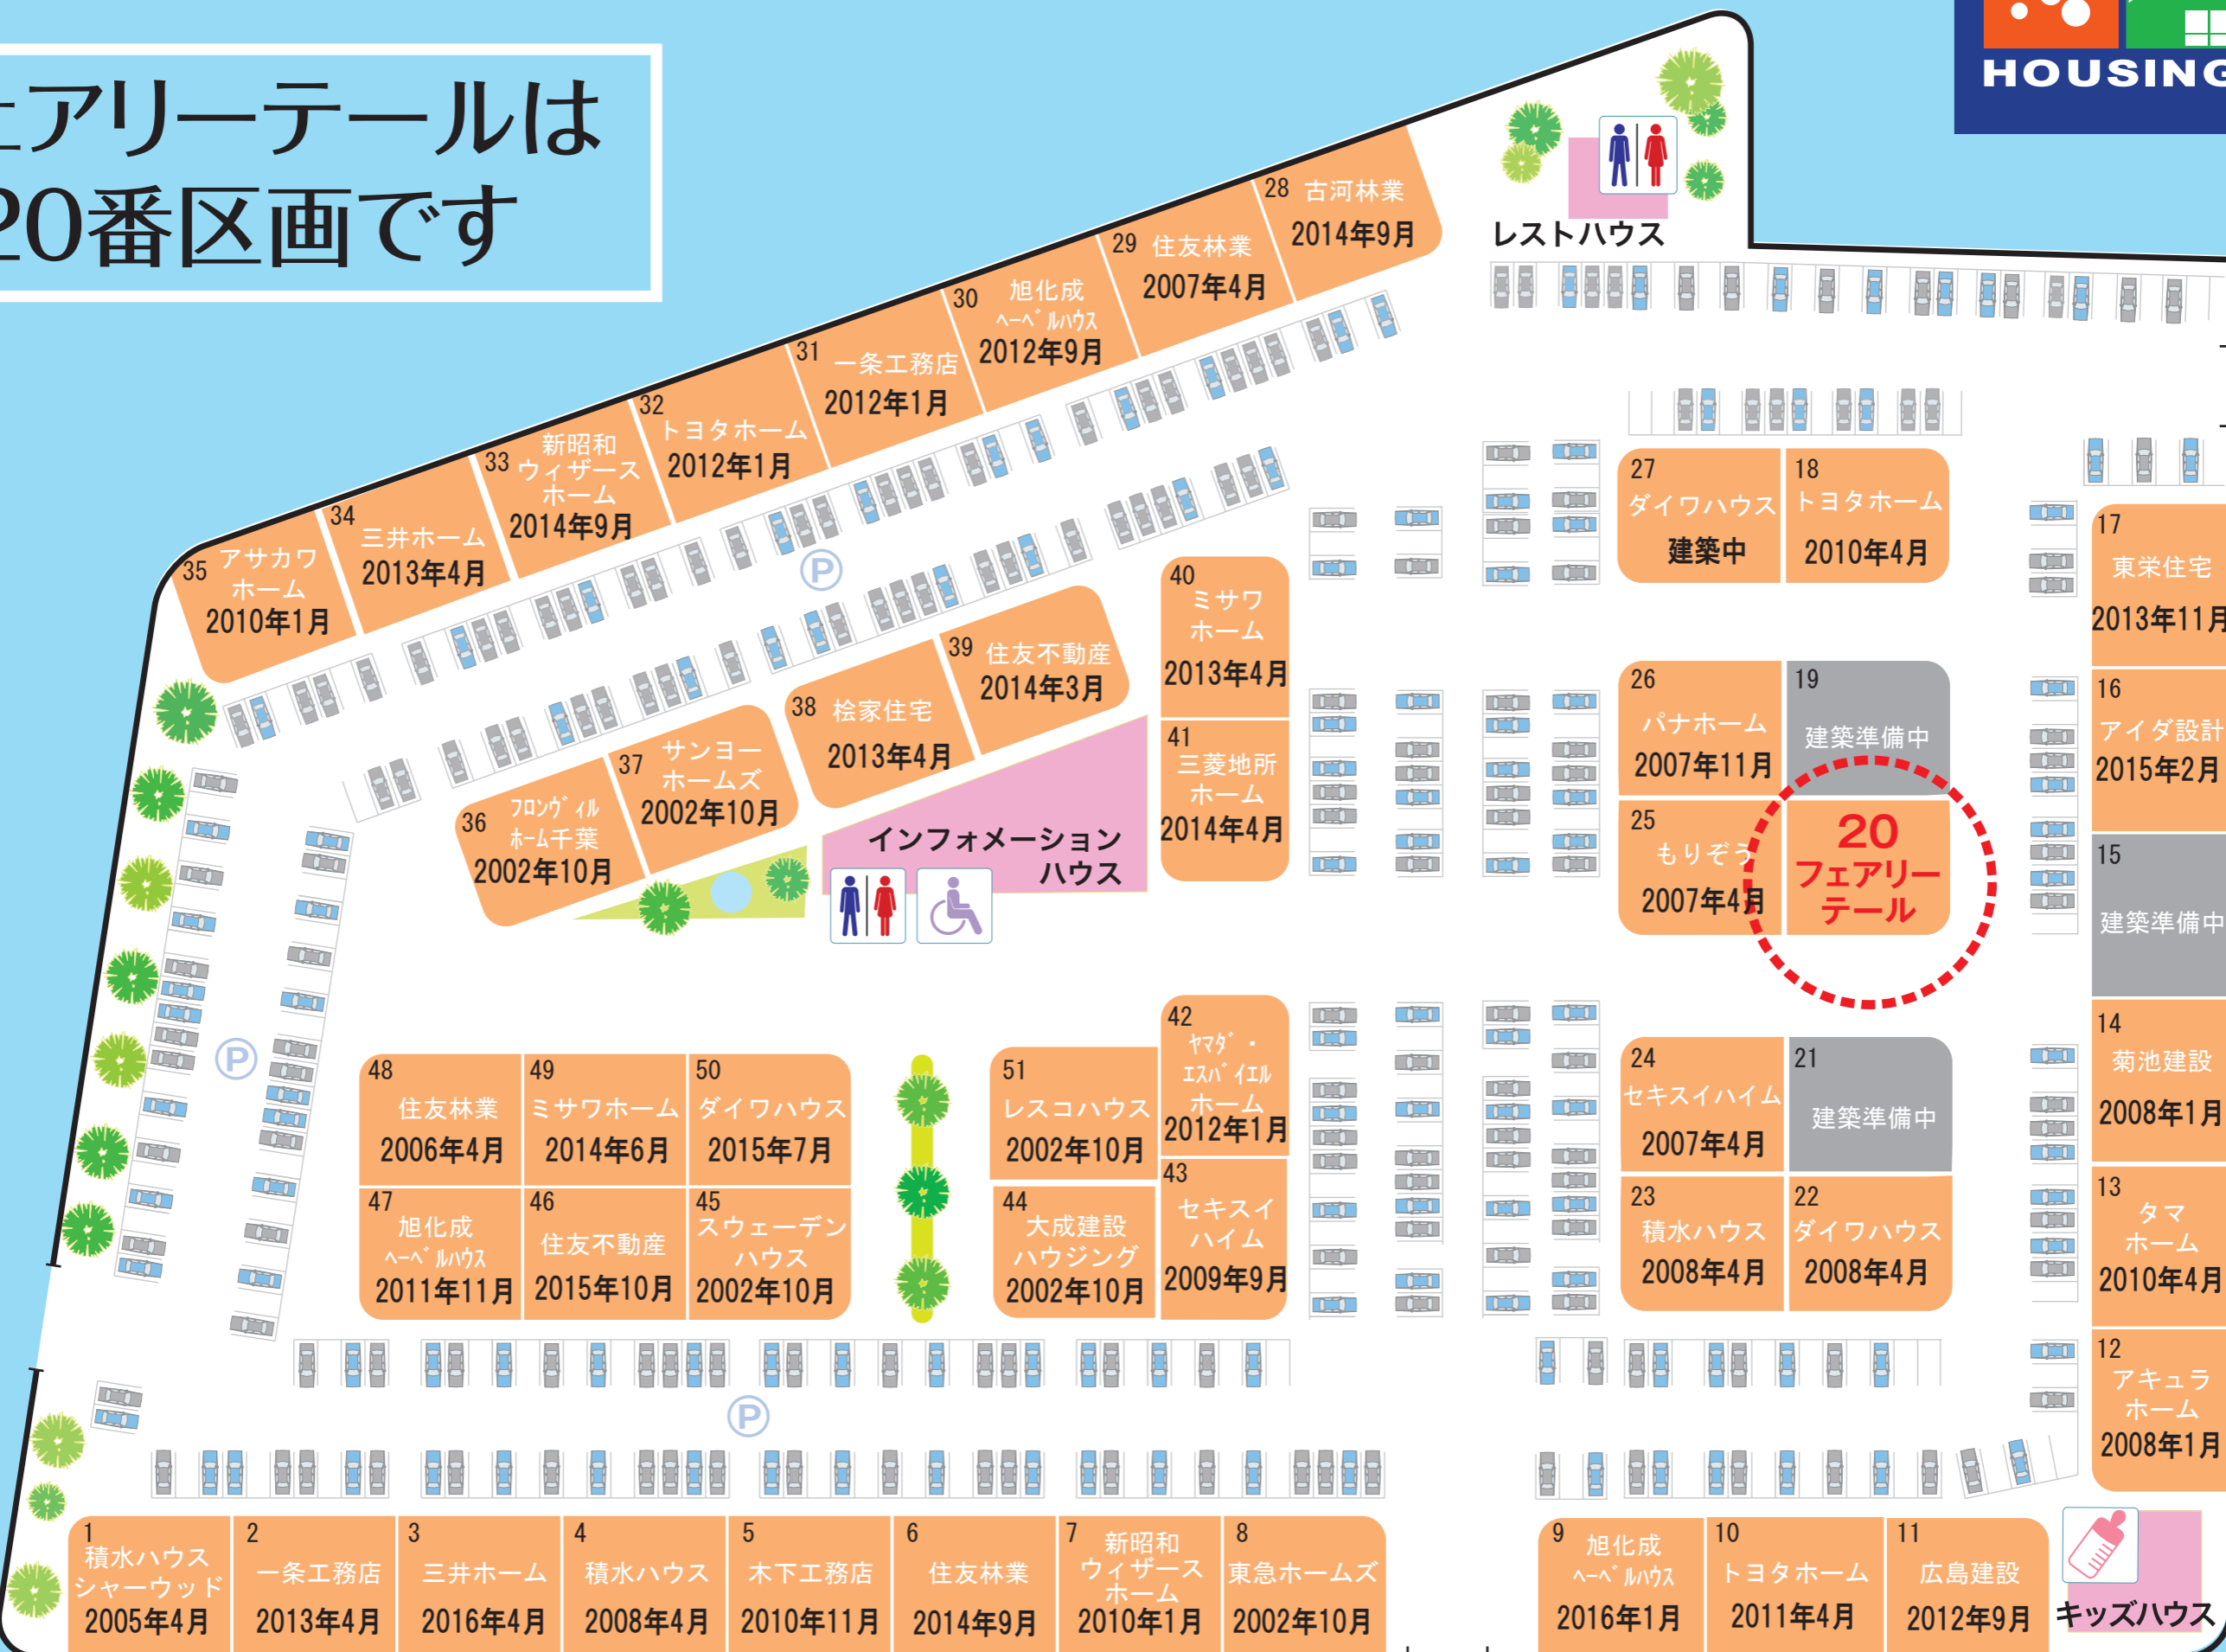 ェアリーテールは
20番区画です
HOUSING
レストハウス
28 古河林業
2014年9月
29 住友林業
2007年4月
30 旭化成
ヘーベルハウス
2012年9月
31 一条工務店
2012年1月
32
トヨタホーム
2012年1月
33 新昭和
ウィザース
ホーム
2014年9月
34
三井ホーム
2013年4月
35 アサカワ
ホーム
2010年1月
P
27
ダイワハウス
建築中
18
トヨタホーム
2010年4月
17
東栄住宅
2013年11月
40
ミサワ
ホーム
2013年4月
39 住友不動産
2014年3月
38 桧家住宅
2013年4月
37 サンヨー
ホームズ
2002年10月
36 フロンヴィル
ホーム千葉
2002年10月
41
三菱地所
ホーム
2014年4月
インフォメーション
ハウス
26
パナホーム
2007年11月
19
建築準備中
16
アイダ設計
2015年2月
25
もりぞう
2007年4月
20
フェアリー
テール
15
建築準備中
P
48
住友林業
2006年4月
49
ミサワホーム
2014年6月
50
ダイワハウス
2015年7月
51
レスコハウス
2002年10月
42
ヤマダ・
エスバイエル
ホーム
2012年1月
24
セキスイハイム
2007年4月
21
建築準備中
14
菊池建設
2008年1月
47
旭化成
ヘーベルハウス
2011年11月
46
住友不動産
2015年10月
45
スウェーデン
ハウス
2002年10月
44
大成建設
ハウジング
2002年10月
43
セキスイ
ハイム
2009年9月
23
積水ハウス
2008年4月
22
ダイワハウス
2008年4月
13
タマ
ホーム
2010年4月
12
アキュラ
ホーム
2008年1月
P
1
積水ハウス
シャーウッド
2005年4月
2
一条工務店
2013年4月
3
三井ホーム
2016年4月
4
積水ハウス
2008年4月
5
木下工務店
2010年11月
6
住友林業
2014年9月
7 新昭和
ウィザース
ホーム
2010年1月
8
東急ホームズ
2002年10月
9
旭化成
ヘーベルハウス
2016年1月
10
トヨタホーム
2011年4月
11
広島建設
2012年9月
キッズハウス